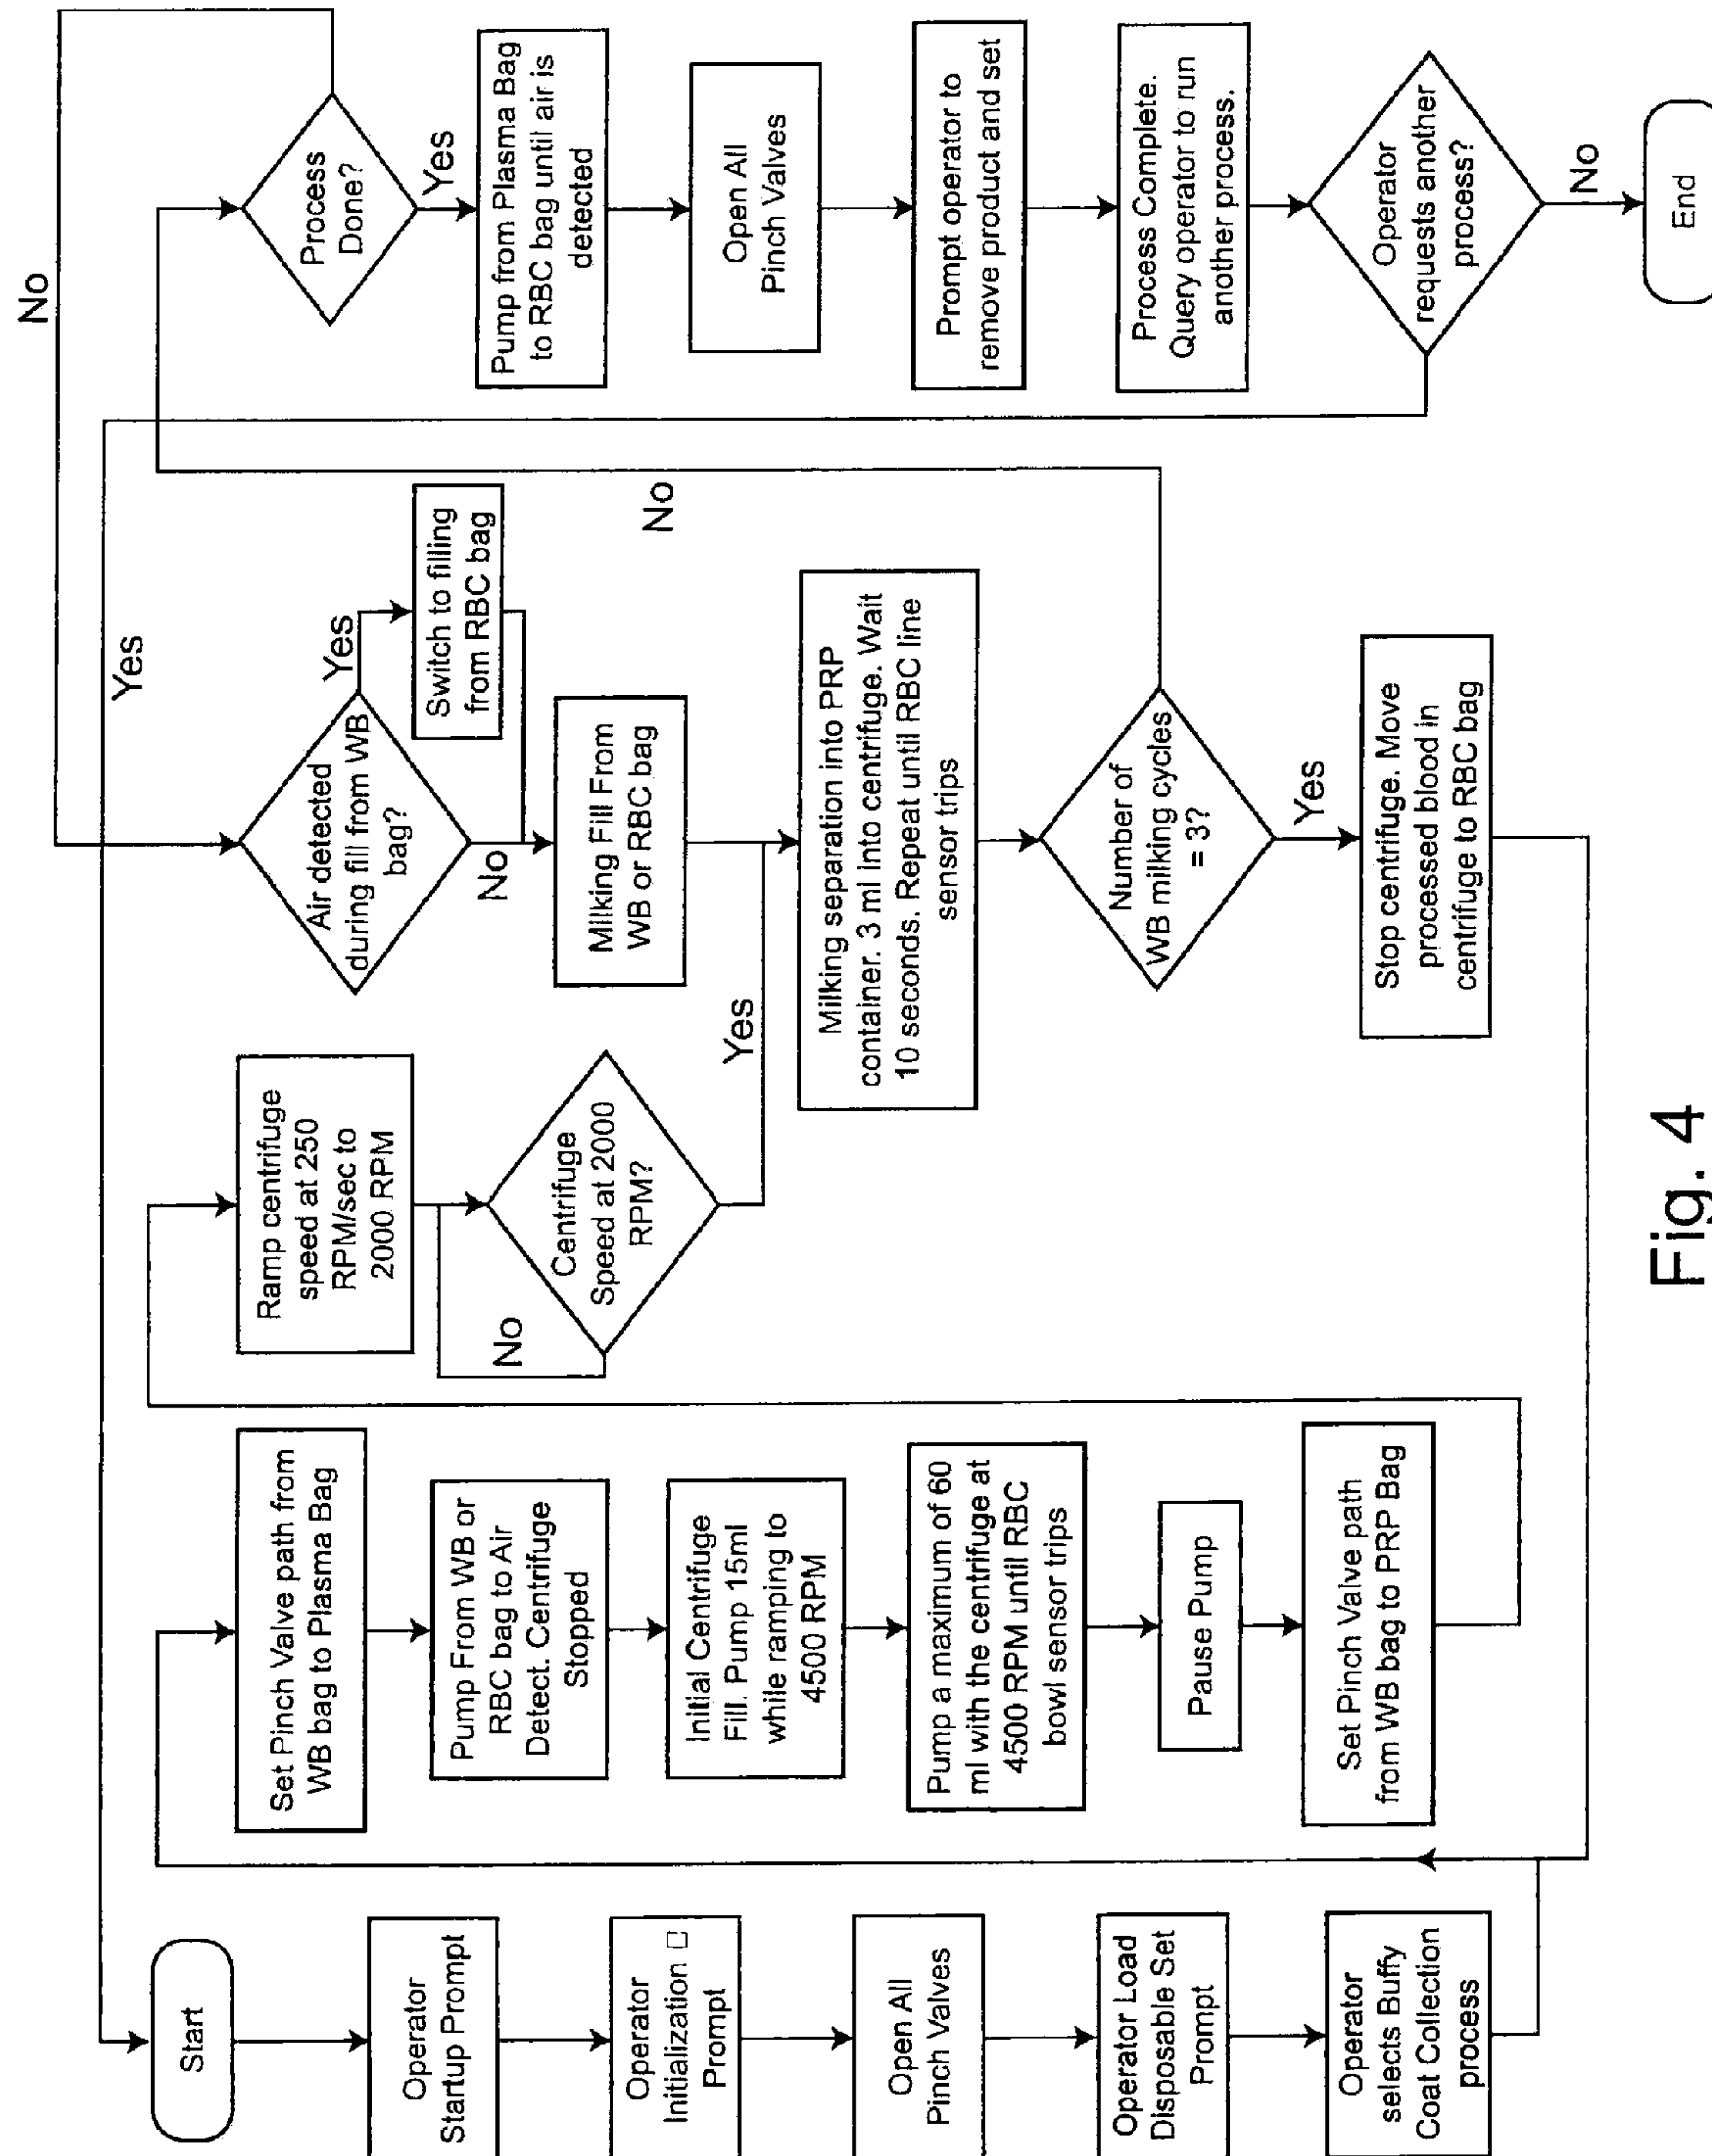 Start
Operator
Startup Prompt
Operator
Initialization □
Prompt
Open All
Pinch Valves
Operator Load
Disposable Set
Prompt
Operator
selects Buffy
Coat Collection
process
Set Pinch Valve path from
WB bag to Plasma Bag
Pump From WB or
RBC bag to Air
Detect. Centrifuge
Stopped
Initial Centrifuge
Fill. Pump 15ml
while ramping to
4500 RPM
Pump a maximum of 60
ml with the centrifuge at
4500 RPM until RBC
bowl sensor trips
Pause Pump
Set Pinch Valve path
from WB bag to PRP Bag
Ramp centrifuge
speed at 250
RPM/sec to
2000 RPM
No
Centrifuge
Speed at 2000
RPM?
Yes
Air detected
during fill from WB
bag?
Yes
Switch to filling
from RBC bag
No
Milking Fill From
WB or RBC bag
Milking separation into PRP
container. 3 ml into centrifuge. Wait
10 seconds. Repeat until RBC line
sensor trips
Number of
WB milking cycles
= 3?
No
Yes
Stop centrifuge. Move
processed blood in
centrifuge to RBC bag
Yes
No
Process
Done?
Yes
Pump from Plasma Bag
to RBC bag until air is
detected
Open All
Pinch Valves
Prompt operator to
remove product and set
Process Complete.
Query operator to run
another process.
Operator
requests another
process?
No
End
Fig. 4